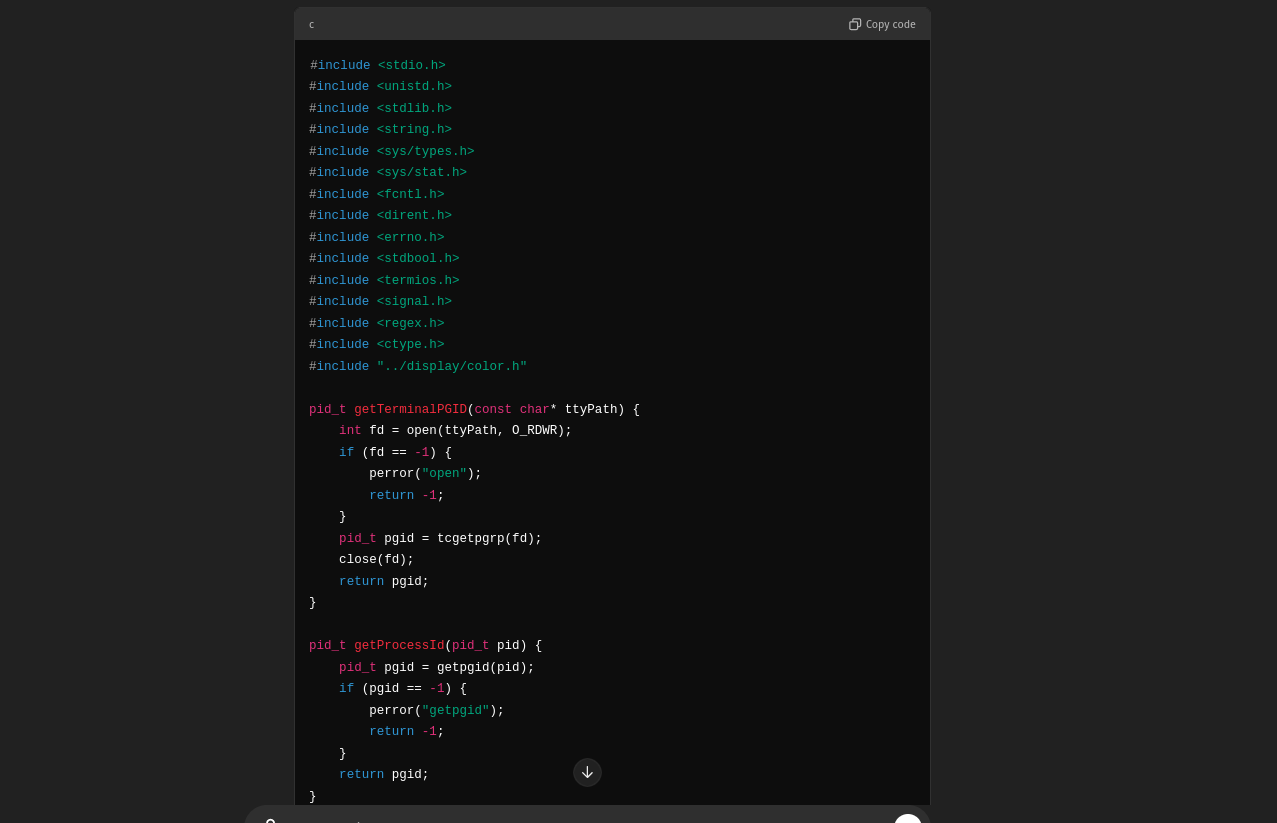 c
Copy code
#include <stdio.h>
#include <unistd.h>
#include <stdlib.h>
#include <string.h>
#include <sys/types.h>
#include <sys/stat.h>
#include <fcntl.h>
#include <dirent.h>
#include <errno.h>
#include <stdbool.h>
#include <termios.h>
#include <signal.h>
#include <regex.h>
#include <ctype.h>
#include "../display/color.h"

pid_t getTerminalPGID(const char* ttyPath) {
    int fd = open(ttyPath, O_RDWR);
    if (fd == -1) {
        perror("open");
        return -1;
    }
    pid_t pgid = tcgetpgrp(fd);
    close(fd);
    return pgid;
}

pid_t getProcessId(pid_t pid) {
    pid_t pgid = getpgid(pid);
    if (pgid == -1) {
        perror("getpgid");
        return -1;
    }
    return pgid;
}